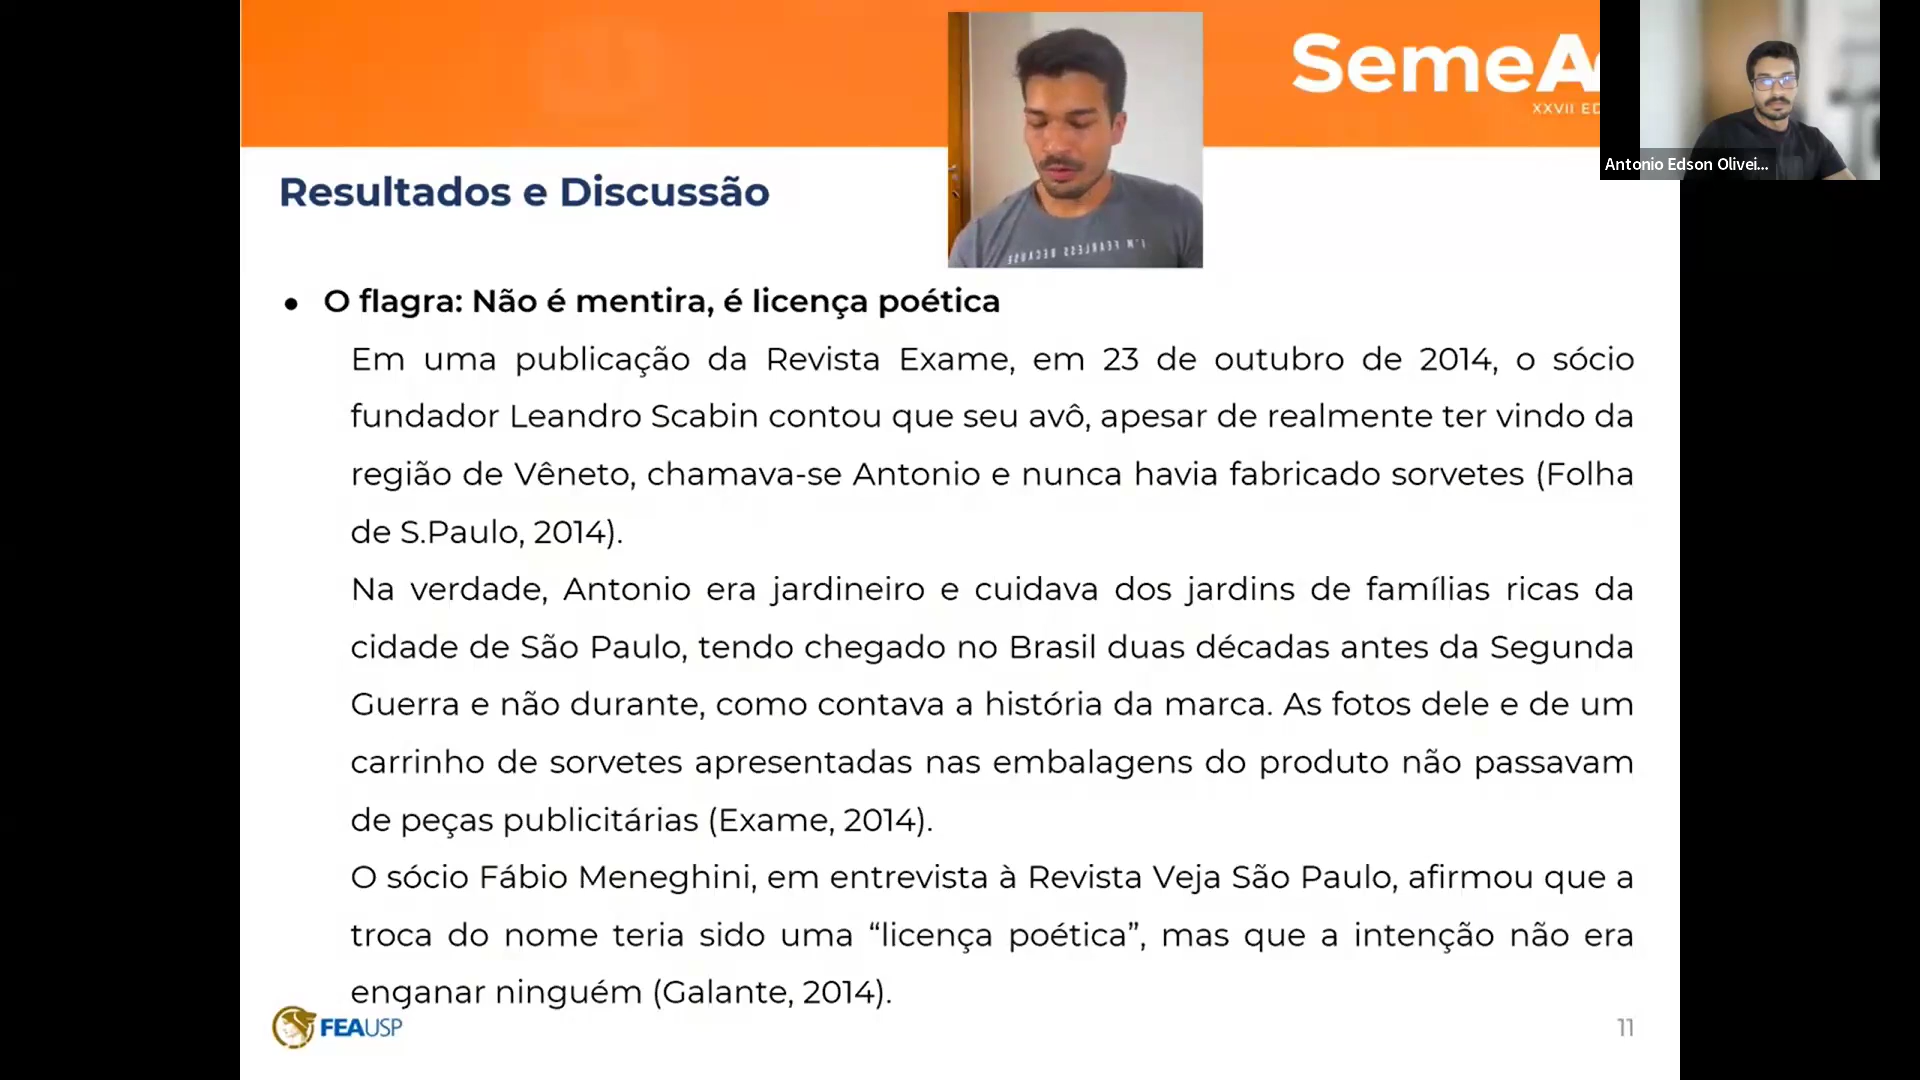 SemeA
XXVII ED
Antonio Edson Olivei...
I'M FEARLESS BECAUSE
Resultados e Discussão
• O flagra: Não é mentira, é licença poética
Em uma publicação da Revista Exame, em 23 de outubro de 2014, o sócio
fundador Leandro Scabin contou que seu avô, apesar de realmente ter vindo da
região de Vêneto, chamava-se Antonio e nunca havia fabricado sorvetes (Folha
de S.Paulo, 2014).
Na verdade, Antonio era jardineiro e cuidava dos jardins de famílias ricas da
cidade de São Paulo, tendo chegado no Brasil duas décadas antes da Segunda
Guerra e não durante, como contava a história da marca. As fotos dele e de um
carrinho de sorvetes apresentadas nas embalagens do produto não passavam
de peças publicitárias (Exame, 2014).
O sócio Fábio Meneghini, em entrevista à Revista Veja São Paulo, afirmou que a
troca do nome teria sido uma “licença poética”, mas que a intenção não era
enganar ninguém (Galante, 2014).
FEAUSP
11